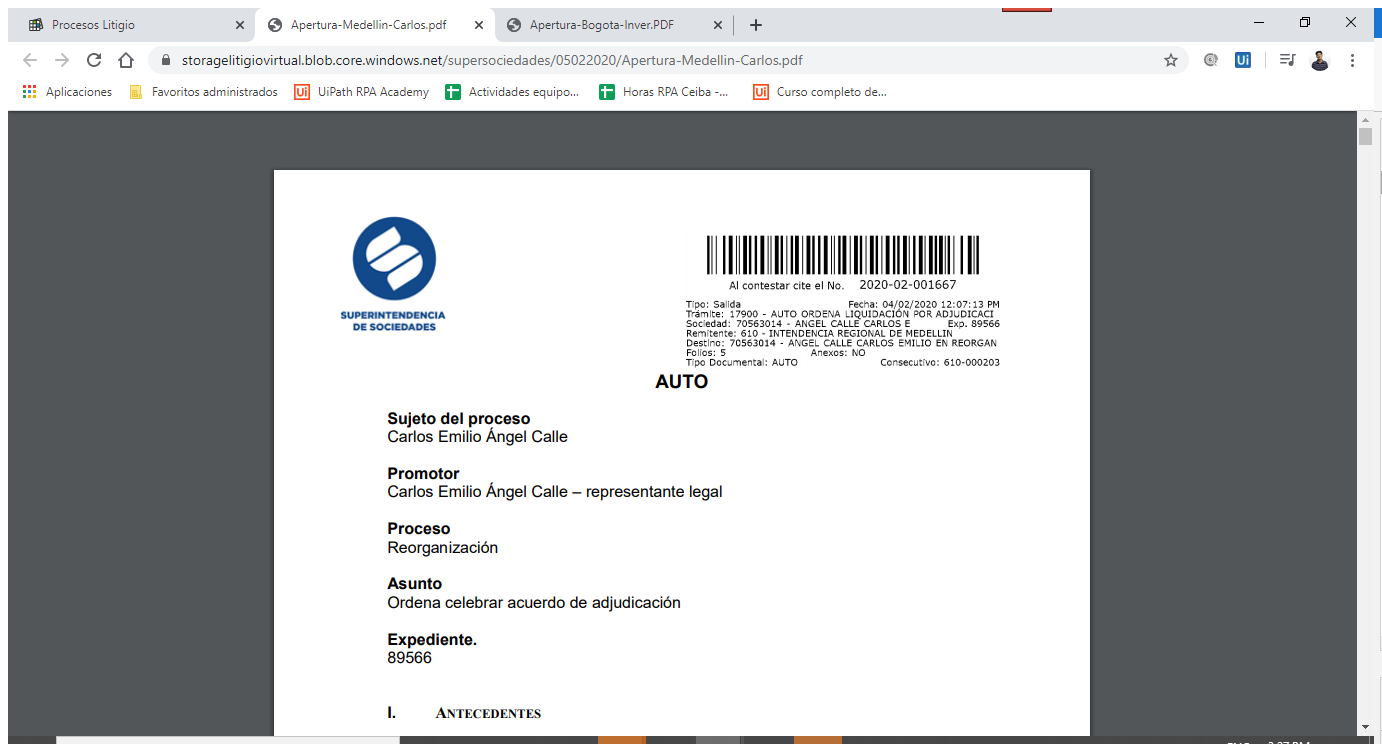 Procesos Litigio
Apertura-Medellin-Carlos.pdf
Apertura-Bogota-Inver.PDF
storagelitigiovirtual.blob.core.windows.net/supersociedades/05022020/Apertura-Medellin-Carlos.pdf
Ui
Aplicaciones
Favoritos administrados
Ui UiPath RPA Academy
Actividades equipo...
Horas RPA Ceiba -...
Ui Curso completo de...
SUPERINTENDENCIA
DE SOCIEDADES
Al contestar cite el No. 2020-02-001667
Tipo: Salida Fecha: 04/02/2020 12:07:13 PM
Trámite: 17900 - AUTO ORDENA LIQUIDACIÓN POR ADJUDICACI
Sociedad: 70563014 - ANGEL CALLE CARLOS E Exp. 89566
Remitente: 610 - INTENDENCIA REGIONAL DE MEDELLIN
Destino: 70563014 - ANGEL CALLE CARLOS EMILIO EN REORGAN
Folios: 5 Anexos: NO
Tipo Documental: AUTO Consecutivo: 610-000203
AUTO
Sujeto del proceso
Carlos Emilio Ángel Calle
Promotor
Carlos Emilio Ángel Calle – representante legal
Proceso
Reorganización
Asunto
Ordena celebrar acuerdo de adjudicación
Expediente.
89566
I. ANTECEDENTES